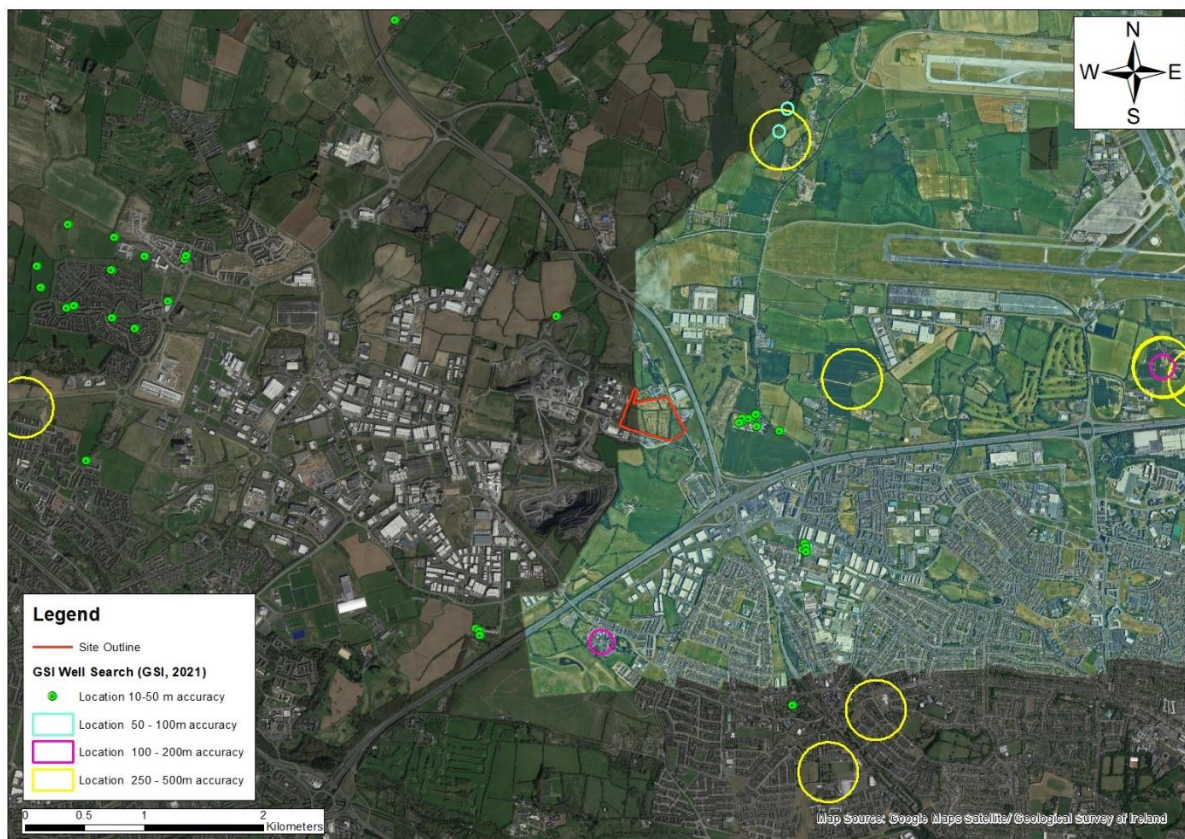 N
W E
S
Legend
Site Outline
GSI Well Search (GSI, 2021)
Location 10-50 m accuracy
Location 50 - 100m accuracy
Location 100 - 200m accuracy
Location 250 - 500m accuracy
0 0.5 1 2
Kilometers
Map Source: Google Maps Satellite/ Geological Survey of Ireland